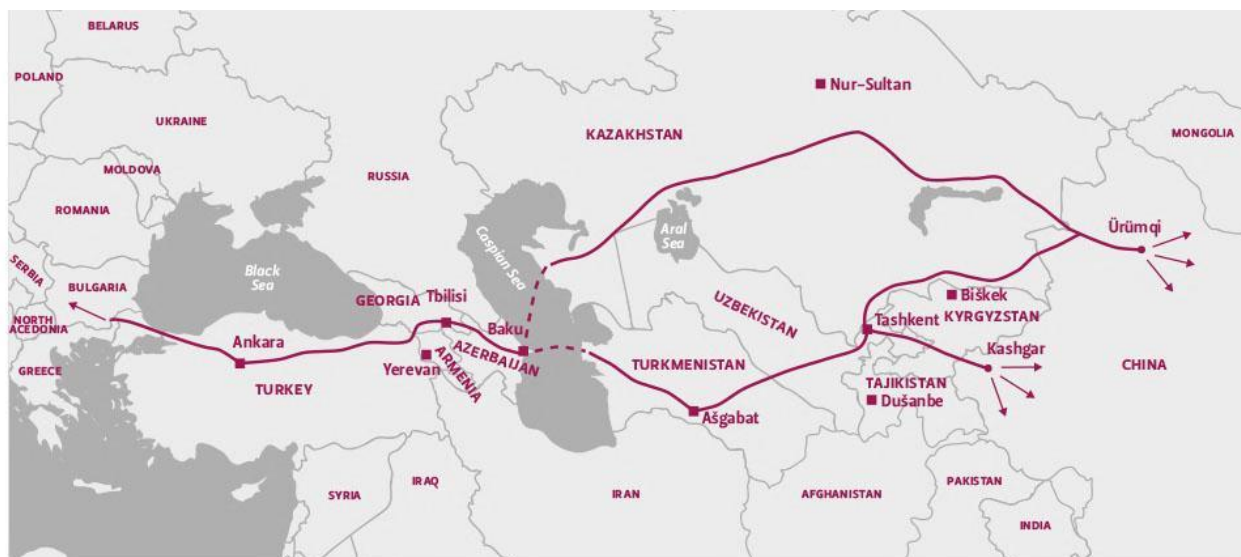 BELARUS
POLAND
UKRAINE
MOLDOVA
ROMANIA
SERBIA
BULGARIA
NORTH
ACEDONIA
GREECE
RUSSIA
Black
Sea
Caspian Sea
Aral
Sea
KAZAKHSTAN
Nur-Sultan
MONGOLIA
Ürümqi
GEORGIA
Tbilisi
Baku
AZERBAIJAN
ARMENIA
Yerevan
Ankara
TURKEY
UZBEKISTAN
TURKMENISTAN
Ašgabat
Tashkent
Biškek
KYRGYZSTAN
Kashgar
TAJIKISTAN
Dušanbe
CHINA
SYRIA
IRAQ
IRAN
AFGHANISTAN
PAKISTAN
INDIA